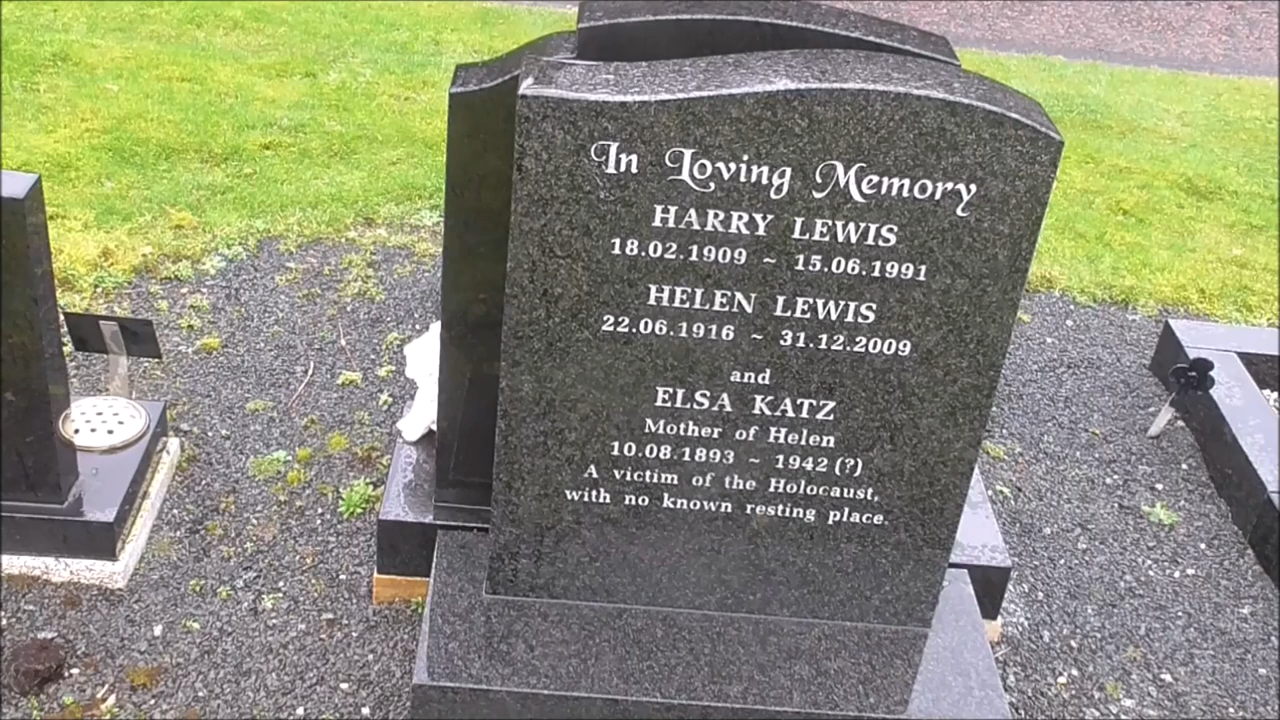 In Loving Memory
HARRY LEWIS
18.02.1909 ~ 15.06.1991
HELEN LEWIS
22.06.1916 ~ 31.12.2009
and
ELSA KATZ
Mother of Helen
10.08.1893 ~ 1942 (?)
A victim of the Holocaust,
with no known resting place.